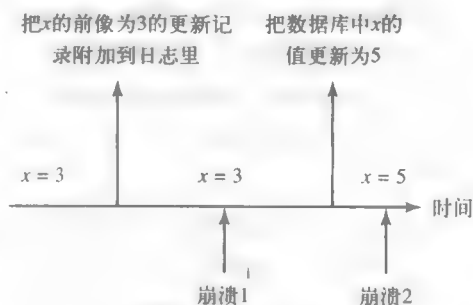 把x的前像为3的更新记
录附加到日志里
把数据库中x的
值更新为5
x = 3
x = 3
x = 5
时间
崩溃1
崩溃2